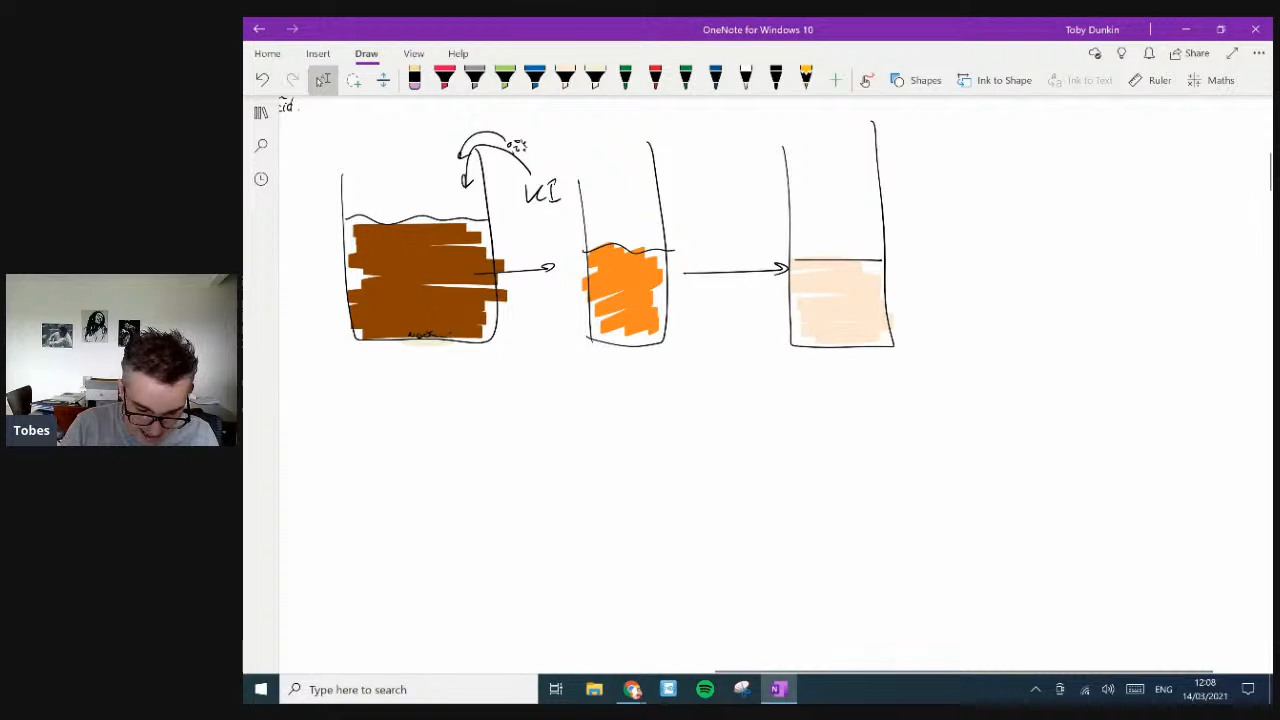 OneNote for Windows 10
Toby Dunkin
Home Insert Draw View Help
Share
Shapes
Ink to Shape
Ink to Text
Ruler
Maths
KI
Tobes
Type here to search
ENG
12:08
14/03/2021